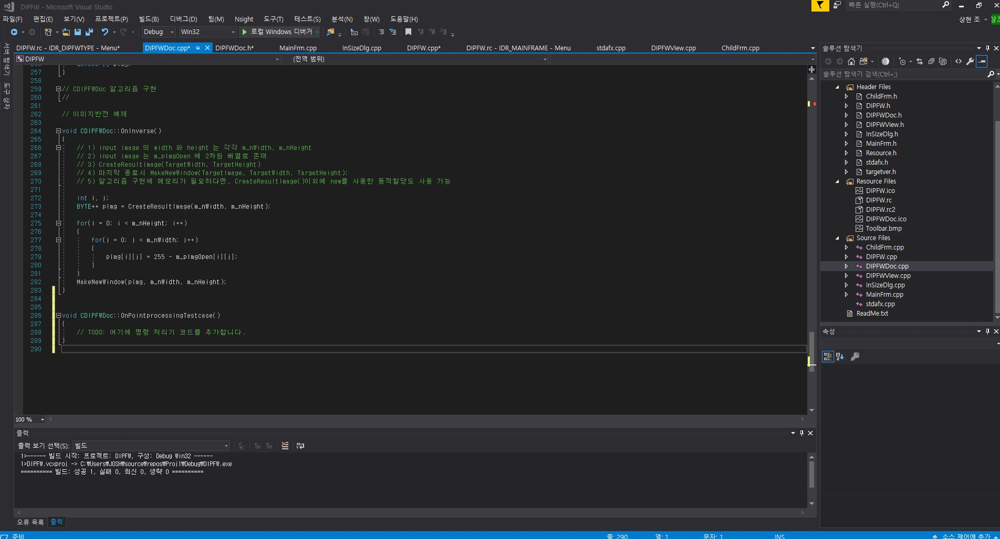 DIPFW - Microsoft Visual Studio
빠른 실행(Ctrl+Q)
파일(F) 편집(E) 보기(V) 프로젝트(P) 빌드(B) 디버그(D) 팀(M) Nsight 도구(T) 테스트(S) 분석(N) 창(W) 도움말(H)
상현 조
Debug Win32 로컬 Windows 디버거
서버 탐색기
도구 상자
DIPFW.rc - IDR_DIPFWTYPE - Menu* DIPFWDoc.cpp* DIPFWDoc.h* MainFrm.cpp InSizeDlg.cpp DIPFW.cpp* DIPFW.rc - IDR_MAINFRAME - Menu stdafx.cpp DIPFWView.cpp ChildFrm.cpp
DIPFW (전역 범위)
257 }
258
259 // CDIPFWDoc 알고리즘 구현
260 //
261
262 // 이미지반전 예제
263
264 void CDIPFWDoc::OnInverse()
265 {
266 // 1) input image 의 width 와 height 는 각각 m_nWidth, m_nHeight
267 // 2) input image 는 m_pImgOpen 에 2차원 배열로 존재
268 // 3) CreateResultImage(TargetWidth, TargetHeight)
269 // 4) 마지막 종료시 MakeNewWindow(TargetImage, TargetWidth, TargetHeight);
270 // 5) 알고리즘 구현에 메모리가 필요하다면, CreateResultImage()이외에 new를 사용한 동적할당도 사용 가능
271
272 int i, j;
273 BYTE** pImg = CreateResultImage(m_nWidth, m_nHeight);
274
275 for(i = 0; i < m_nHeight; i++)
276 {
277 for(j = 0; j < m_nWidth; j++)
278 {
279 pImg[i][j] = 255 - m_pImgOpen[i][j];
280 }
281 }
282 MakeNewWindow(pImg, m_nWidth, m_nHeight);
283 }
284
285
286 void CDIPFWDoc::OnPointprocessingTestcase()
287 {
288 // TODO: 여기에 명령 처리기 코드를 추가합니다.
289 }
290
100 %
출력
출력 보기 선택(S): 빌드
1>------ 빌드 시작: 프로젝트: DIPFW, 구성: Debug Win32 ------
1>DIPFW.vcxproj -> C:₩Users₩JOSH₩source₩repos₩Proj1₩Debug₩DIPFW.exe
========== 빌드: 성공 1, 실패 0, 최신 0, 생략 0 ==========
오류 목록 출력
솔루션 탐색기
솔루션 탐색기 검색(Ctrl+;)
Header Files
ChildFrm.h
DIPFW.h
DIPFWDoc.h
DIPFWView.h
InSizeDlg.h
MainFrm.h
Resource.h
stdafx.h
targetver.h
Resource Files
DIPFW.ico
DIPFW.rc
DIPFW.rc2
DIPFWDoc.ico
Toolbar.bmp
Source Files
ChildFrm.cpp
DIPFW.cpp
DIPFWDoc.cpp
DIPFWView.cpp
InSizeDlg.cpp
MainFrm.cpp
stdafx.cpp
ReadMe.txt
속성
준비 줄: 290 열: 1 문자: 1 INS 소스 제어에 추가